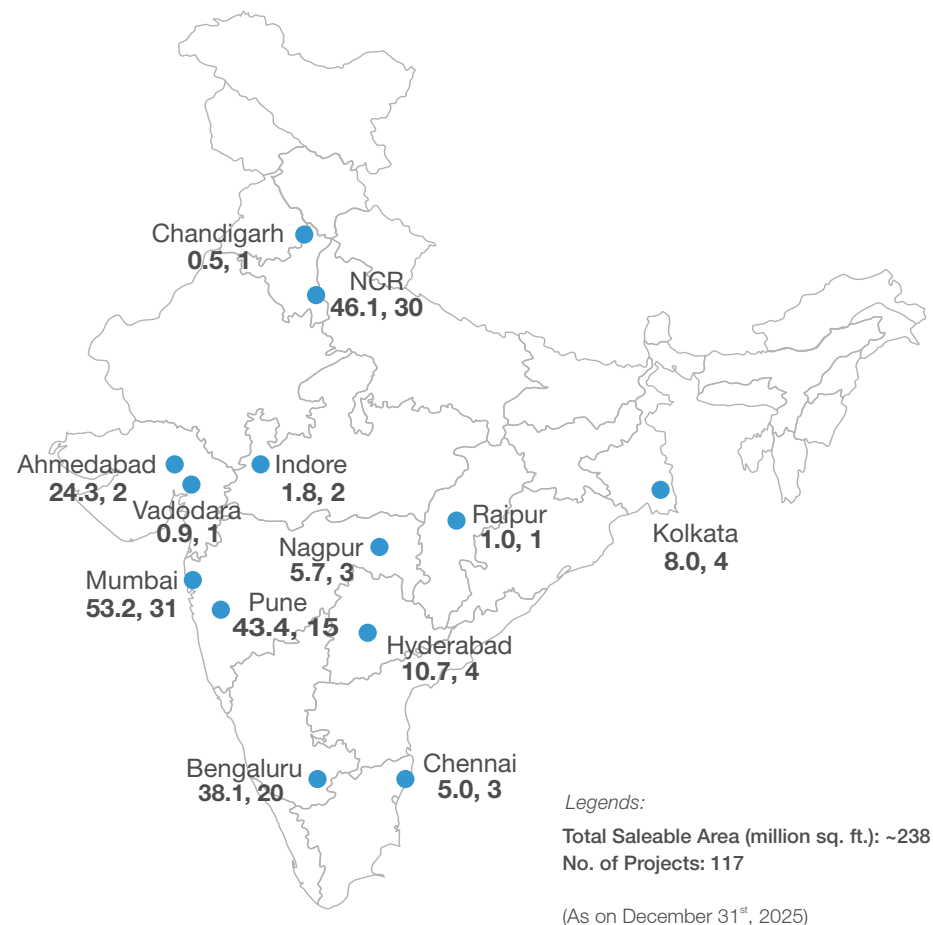 Chandigarh
0.5, 1
NCR
46.1, 30
Ahmedabad
24.3, 2
Indore
1.8, 2
Vadodara
0.9, 1
Raipur
1.0, 1
Kolkata
8.0, 4
Nagpur
5.7, 3
Mumbai
53.2, 31
Pune
43.4, 15
Hyderabad
10.7, 4
Bengaluru
38.1, 20
Chennai
5.0, 3
Legends:
Total Saleable Area (million sq. ft.): ~238
No. of Projects: 117
(As on December 31st, 2025)